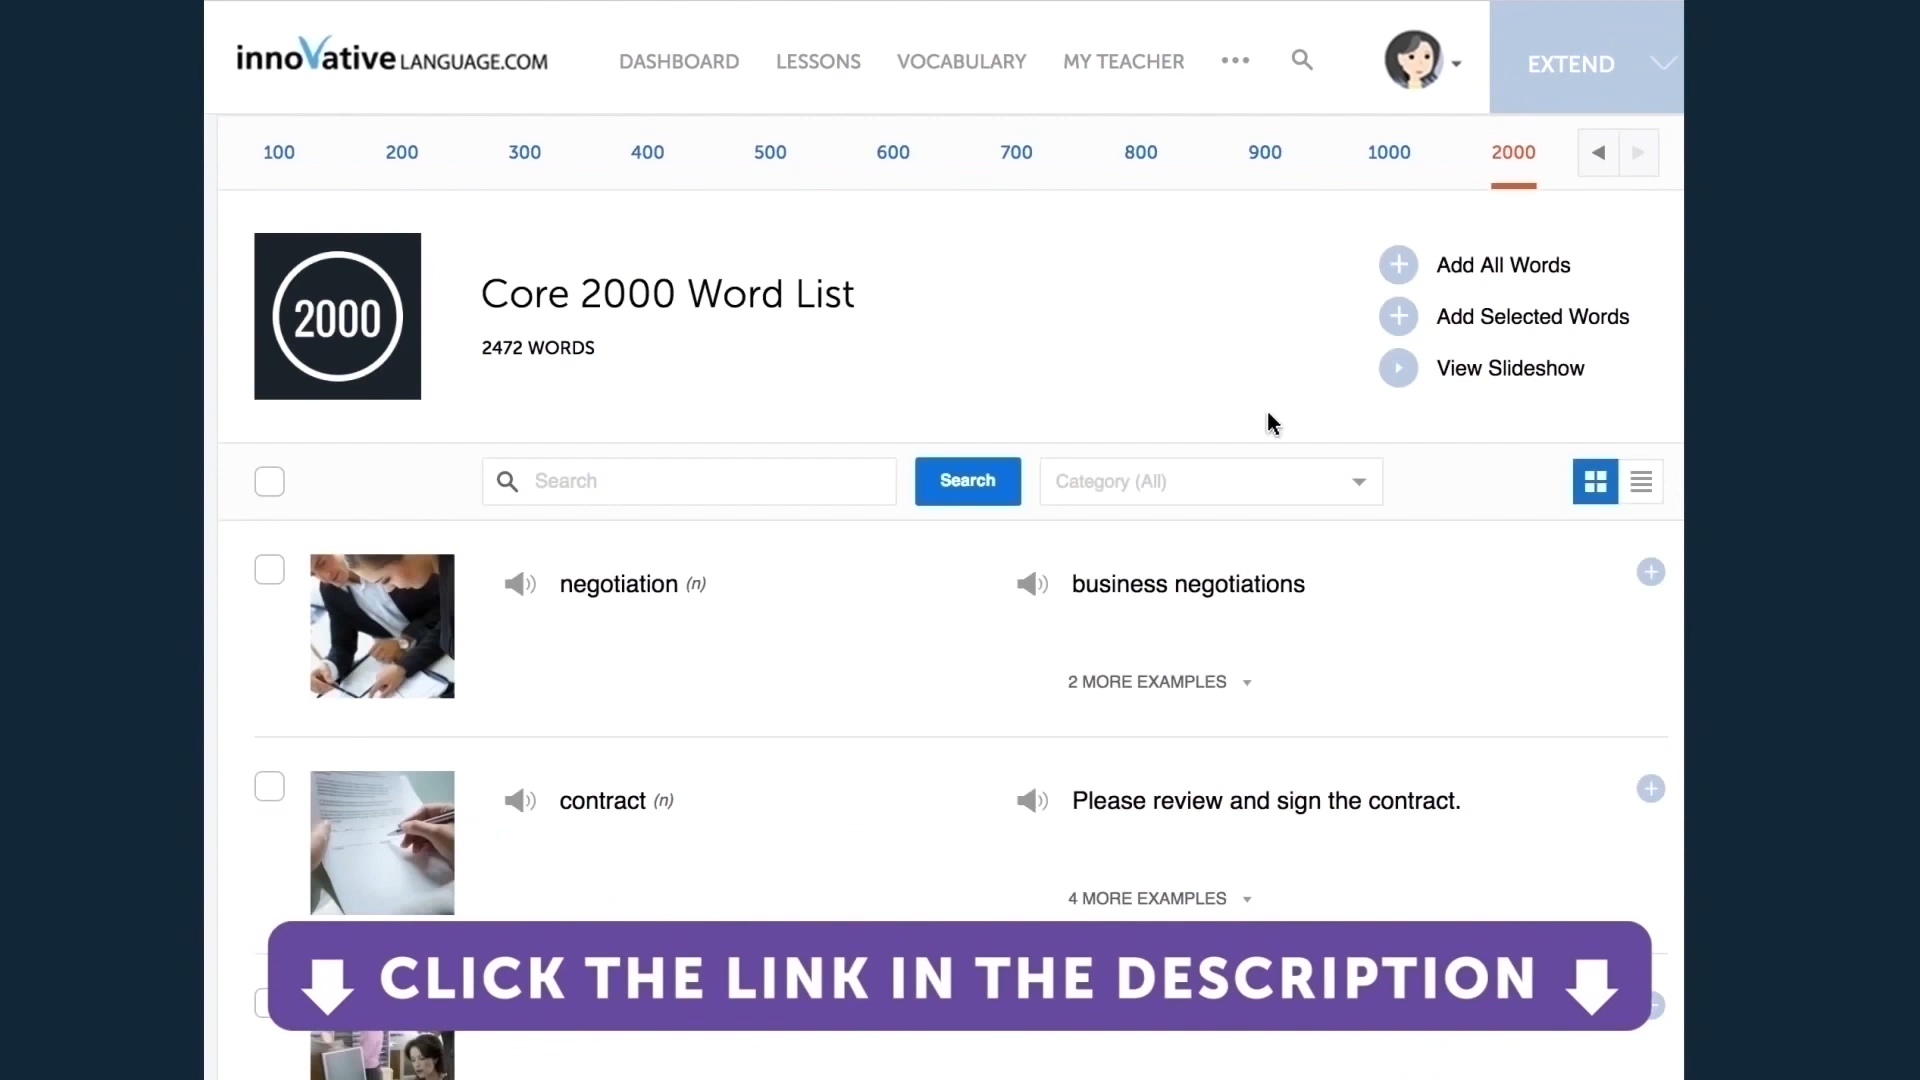 innoVative LANGUAGE.COM
DASHBOARD LESSONS VOCABULARY MY TEACHER
EXTEND
100 200 300 400 500 600 700 800 900 1000 2000
2000
Core 2000 Word List
2472 WORDS
Add All Words
Add Selected Words
View Slideshow
Search Search Category (All)
negotiation (n) business negotiations
2 MORE EXAMPLES
contract (n) Please review and sign the contract.
4 MORE EXAMPLES
CLICK THE LINK IN THE DESCRIPTION